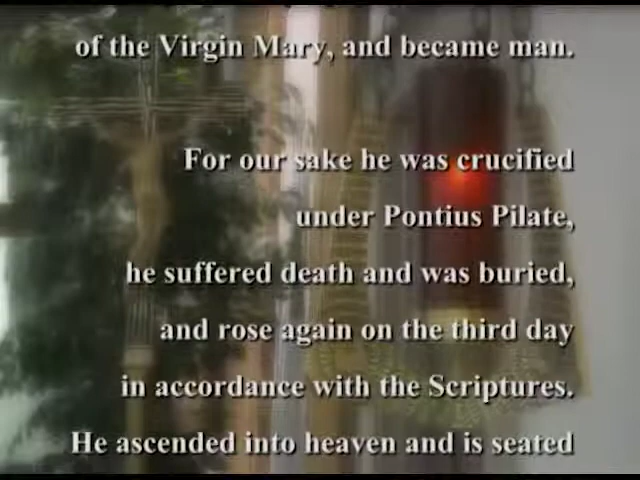 of the Virgin Mary, and became man.
For our sake he was crucified
under Pontius Pilate,
he suffered death and was buried,
and rose again on the third day
in accordance with the Scriptures.
He ascended into heaven and is seated